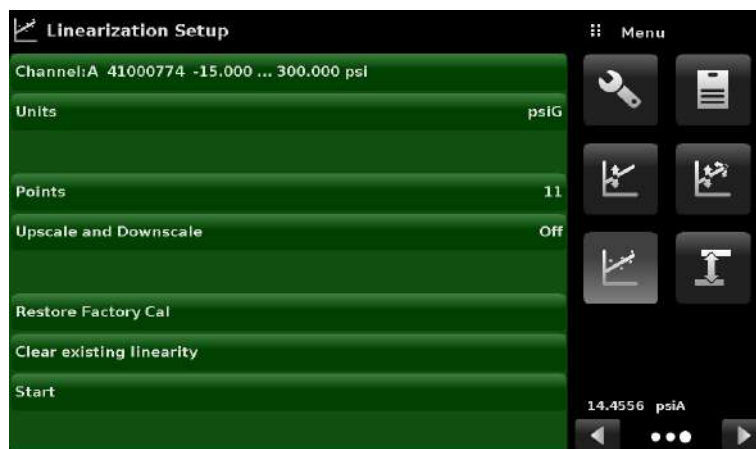 Linearization Setup
Menu
Channel:A 41000774 -15.000 ... 300.000 psi
Units psiG
Points 11
Upscale and Downscale Off
Restore Factory Cal
Clear existing linearity
Start
14.4556 psiA